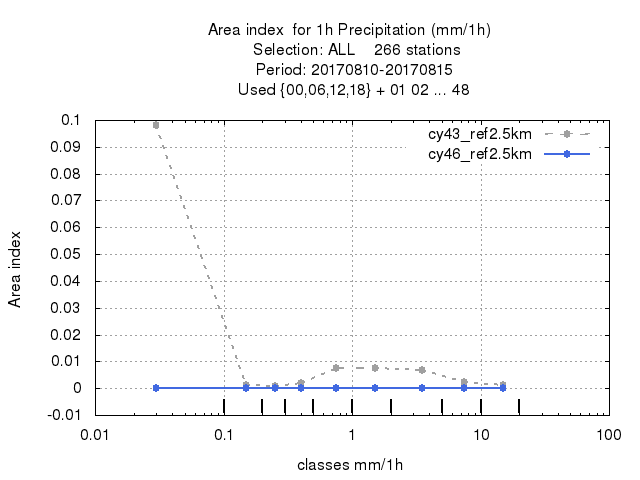 Area index  for 1h Precipitation (mm/1h)
Selection: ALL    266 stations
Period: 20170810-20170815
Used {00,06,12,18} + 01 02 ... 48
cy43_ref2.5km
cy46_ref2.5km
0.1
0.09
0.08
0.07
0.06
0.05
0.04
0.03
0.02
0.01
0
-0.01
Area index
0.01 0.1 1 10 100
classes mm/1h